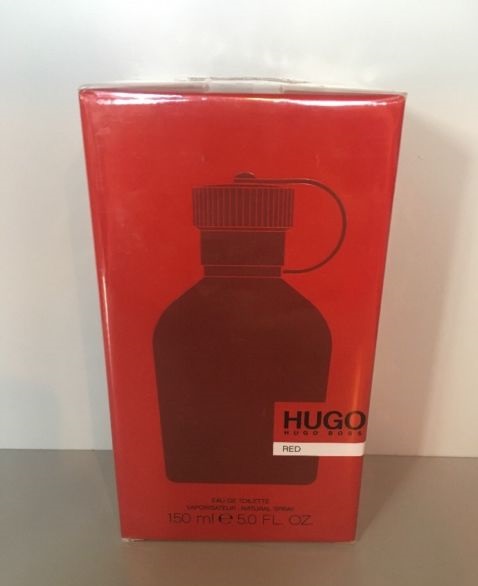 HUGO
HUGO BOSS
RED
EAU DE TOILETTE
VAPORISATEUR NATURAL SPRAY
150 ml ℮ 5.0 FL. OZ.